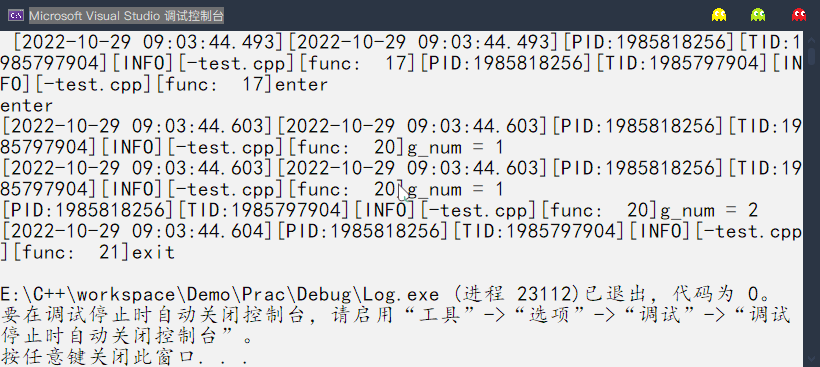 Microsoft Visual Studio 调试控制台
[2022-10-29 09:03:44.493][2022-10-29 09:03:44.493][PID:1985818256][TID:1
985797904][INFO][-test.cpp][func:  17][PID:1985818256][TID:1985797904][IN
FO][-test.cpp][func:  17]enter
enter
[2022-10-29 09:03:44.603][2022-10-29 09:03:44.603][PID:1985818256][TID:19
85797904][INFO][-test.cpp][func:  20]g_num = 1
[2022-10-29 09:03:44.603][2022-10-29 09:03:44.603][PID:1985818256][TID:19
85797904][INFO][-test.cpp][func:  20]g_num = 1
[PID:1985818256][TID:1985797904][INFO][-test.cpp][func:  20]g_num = 2
[2022-10-29 09:03:44.604][PID:1985818256][TID:1985797904][INFO][-test.cpp
][func:  21]exit
E:\C++\workspace\Demo\Prac\Debug\Log.exe (进程 23112)已退出，代码为 0。
要在调试停止时自动关闭控制台，请启用“工具”->“选项”->“调试”->“调试
停止时自动关闭控制台”。
按任意键关闭此窗口. . .